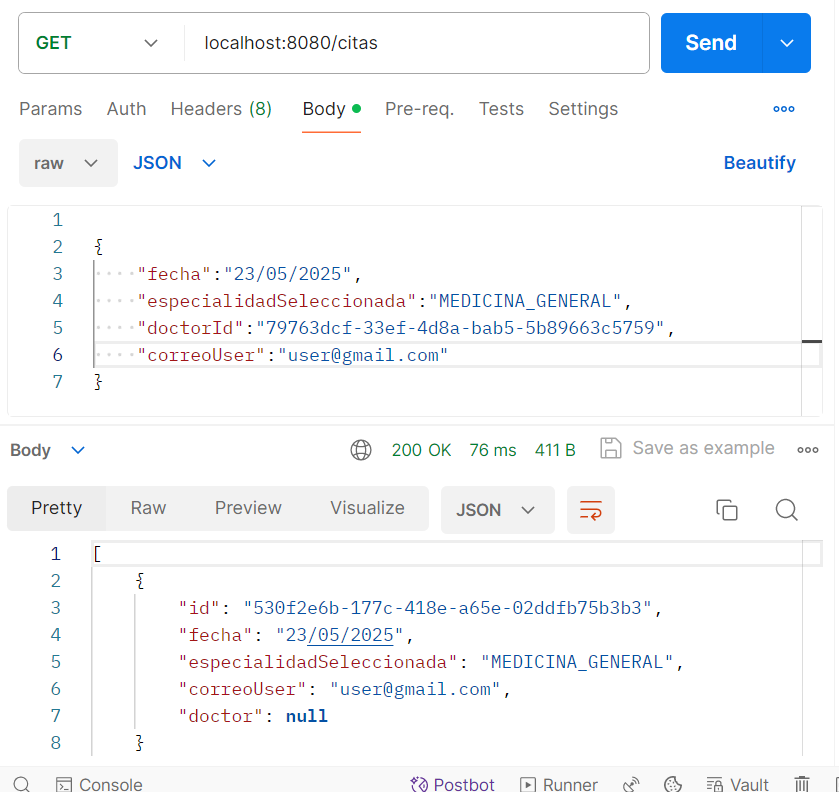 GET localhost:8080/citas Send
Params Auth Headers (8) Body Pre-req. Tests Settings
raw JSON Beautify
1
2 {
3 ····"fecha":"23/05/2025",
4 ····"especialidadSeleccionada":"MEDICINA_GENERAL",
5 ····"doctorId":"79763dcf-33ef-4d8a-bab5-5b89663c5759",
6 ····"correoUser":"user@gmail.com"
7 }
Body 200 OK 76 ms 411 B Save as example
Pretty Raw Preview Visualize JSON
1 [
2 {
3 "id": "530f2e6b-177c-418e-a65e-02ddfb75b3b3",
4 "fecha": "23/05/2025",
5 "especialidadSeleccionada": "MEDICINA_GENERAL",
6 "correoUser": "user@gmail.com",
7 "doctor": null
8 }
Console Postbot Runner Vault